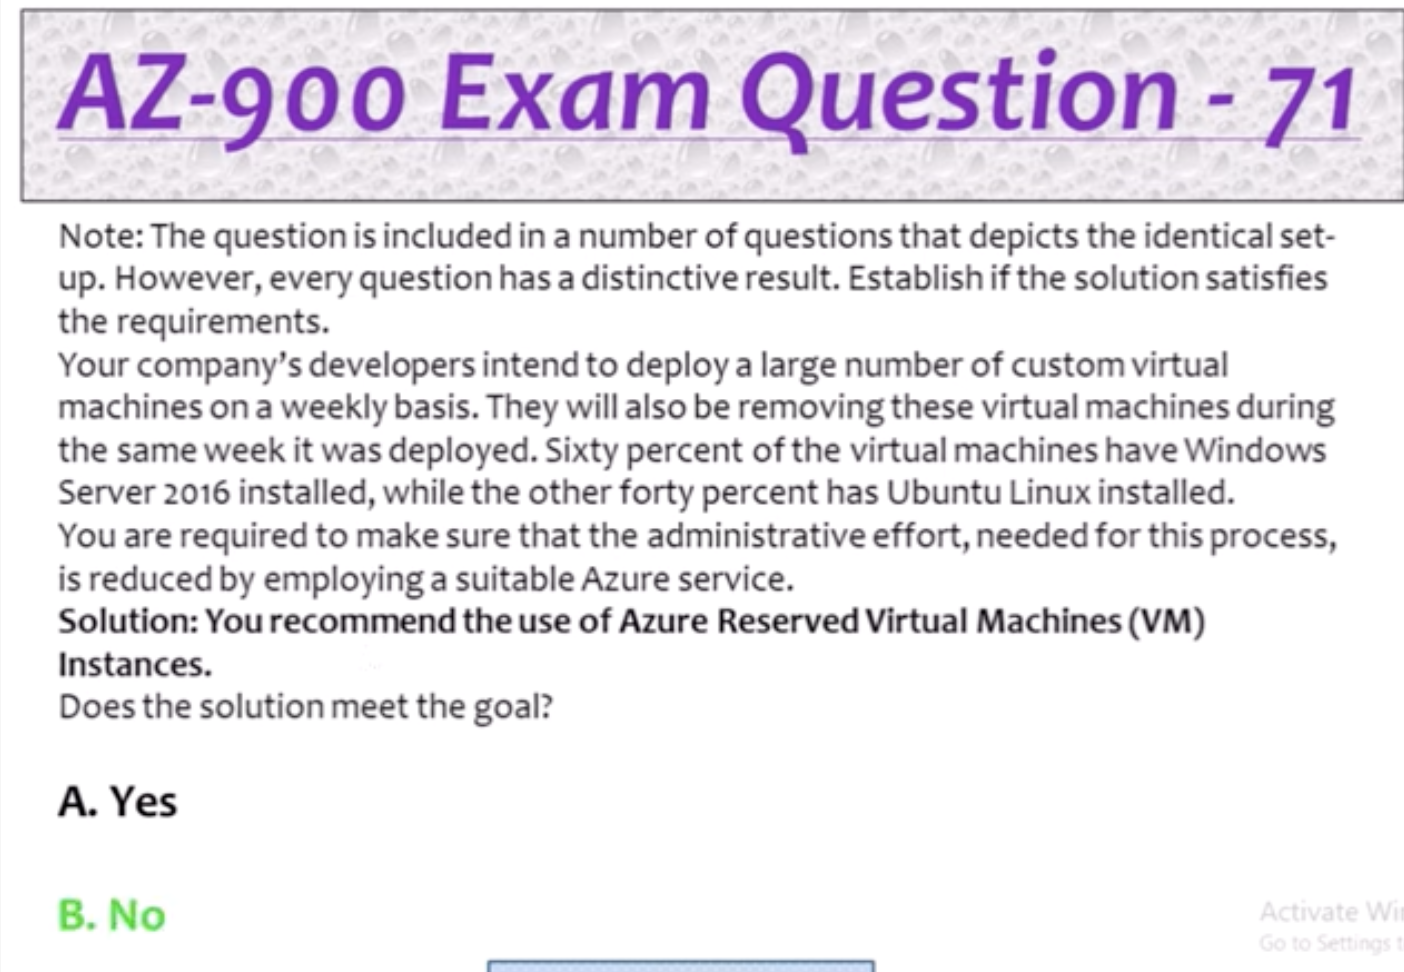 AZ-900 Exam Question - 71
Note: The question is included in a number of questions that depicts the identical set-
up. However, every question has a distinctive result. Establish if the solution satisfies
the requirements.
Your company's developers intend to deploy a large number of custom virtual
machines on a weekly basis. They will also be removing these virtual machines during
the same week it was deployed. Sixty percent of the virtual machines have Windows
Server 2016 installed, while the other forty percent has Ubuntu Linux installed.
You are required to make sure that the administrative effort, needed for this process,
is reduced by employing a suitable Azure service.
Solution: You recommend the use of Azure Reserved Virtual Machines (VM)
Instances.
Does the solution meet the goal?
A. Yes
B. No
Activate Wi
Go to Settings t